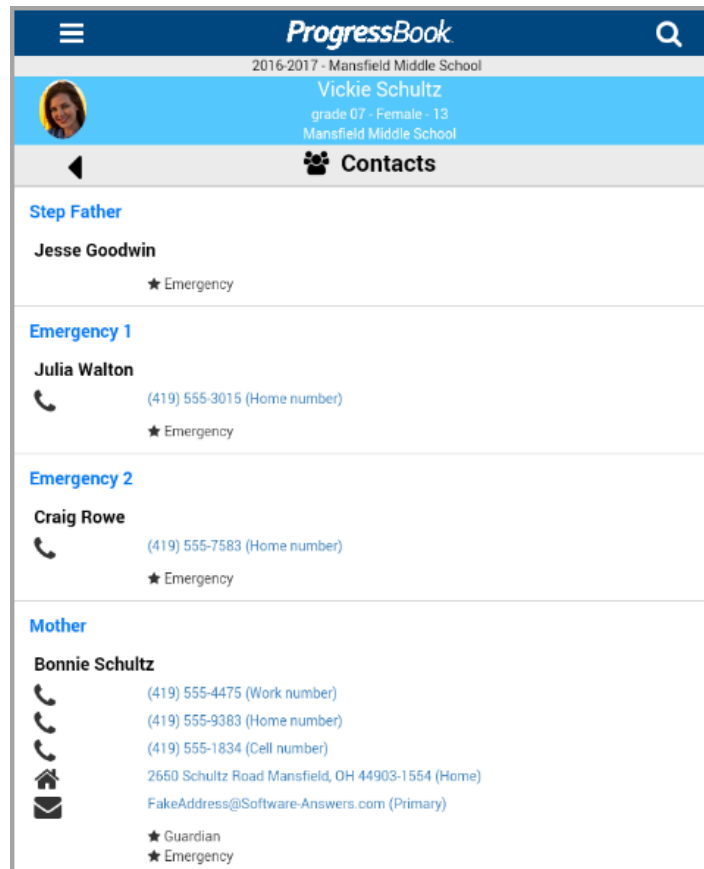 ProgressBook
2016-2017 - Mansfield Middle School
Vickie Schultz
grade 07 - Female - 13
Mansfield Middle School
Contacts
Step Father
Jesse Goodwin
Emergency
Emergency 1
Julia Walton
(419) 555-3015 (Home number)
Emergency
Emergency 2
Craig Rowe
(419) 555-7583 (Home number)
Emergency
Mother
Bonnie Schultz
(419) 555-4475 (Work number)
(419) 555-9383 (Home number)
(419) 555-1834 (Cell number)
2650 Schultz Road Mansfield, OH 44903-1554 (Home)
FakeAddress@Software-Answers.com (Primary)
Guardian
Emergency